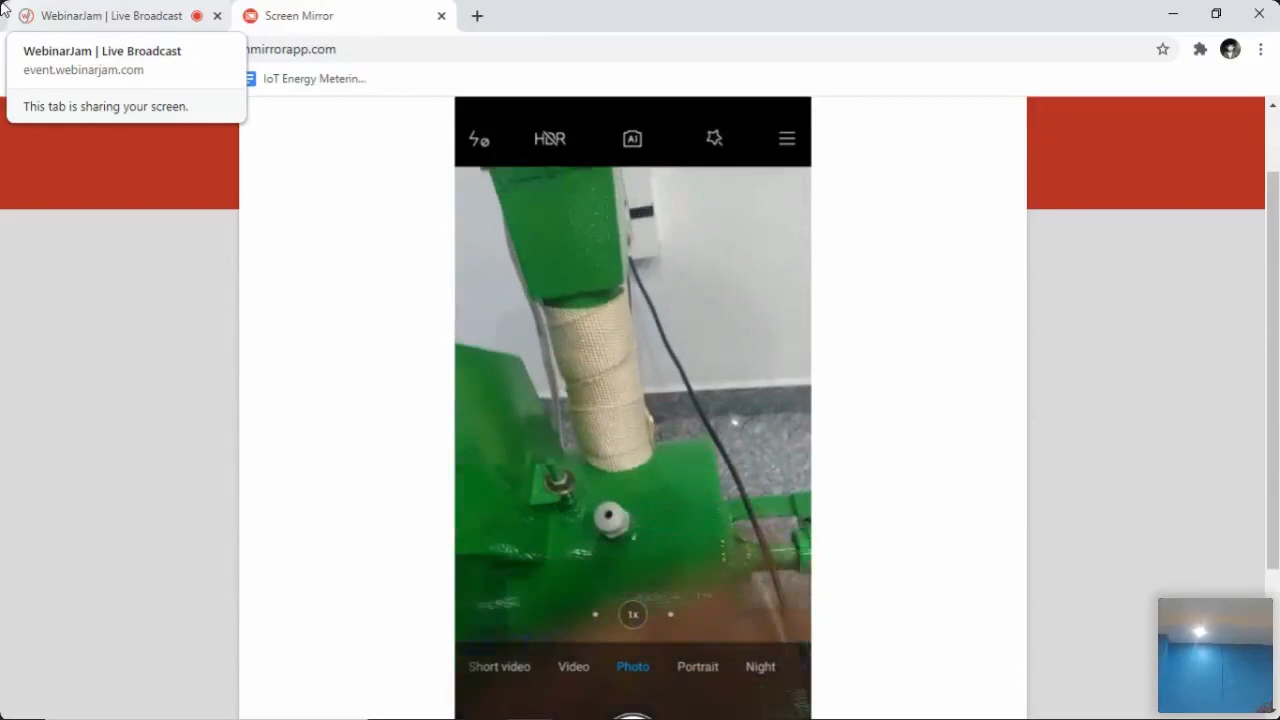 WebinarJam | Live Broadcast
Screen Mirror
WebinarJam | Live Broadcast
event.webinarjam.com
This tab is sharing your screen.
mirrorapp.com
IoT Energy Meterin...
HDR
AI
1x
Short video
Video
Photo
Portrait
Night